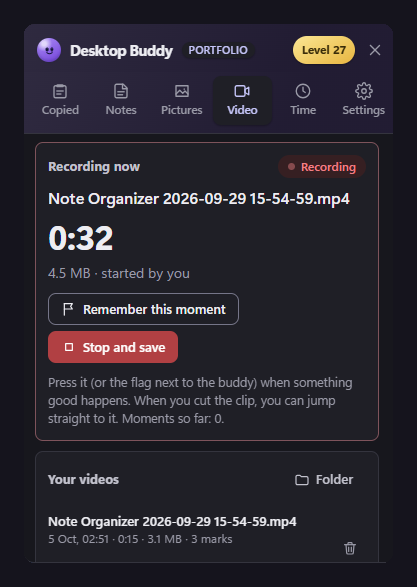 Desktop Buddy PORTFOLIO Level 27
Copied Notes Pictures Video Time Settings
Recording now Recording
Note Organizer 2026-09-29 15-54-59.mp4
0:32
4.5 MB · started by you
Remember this moment
Stop and save
Press it (or the flag next to the buddy) when something
good happens. When you cut the clip, you can jump
straight to it. Moments so far: 0.
Your videos Folder
Note Organizer 2026-09-29 15-54-59.mp4
5 Oct, 02:51 · 0:15 · 3.1 MB · 3 marks